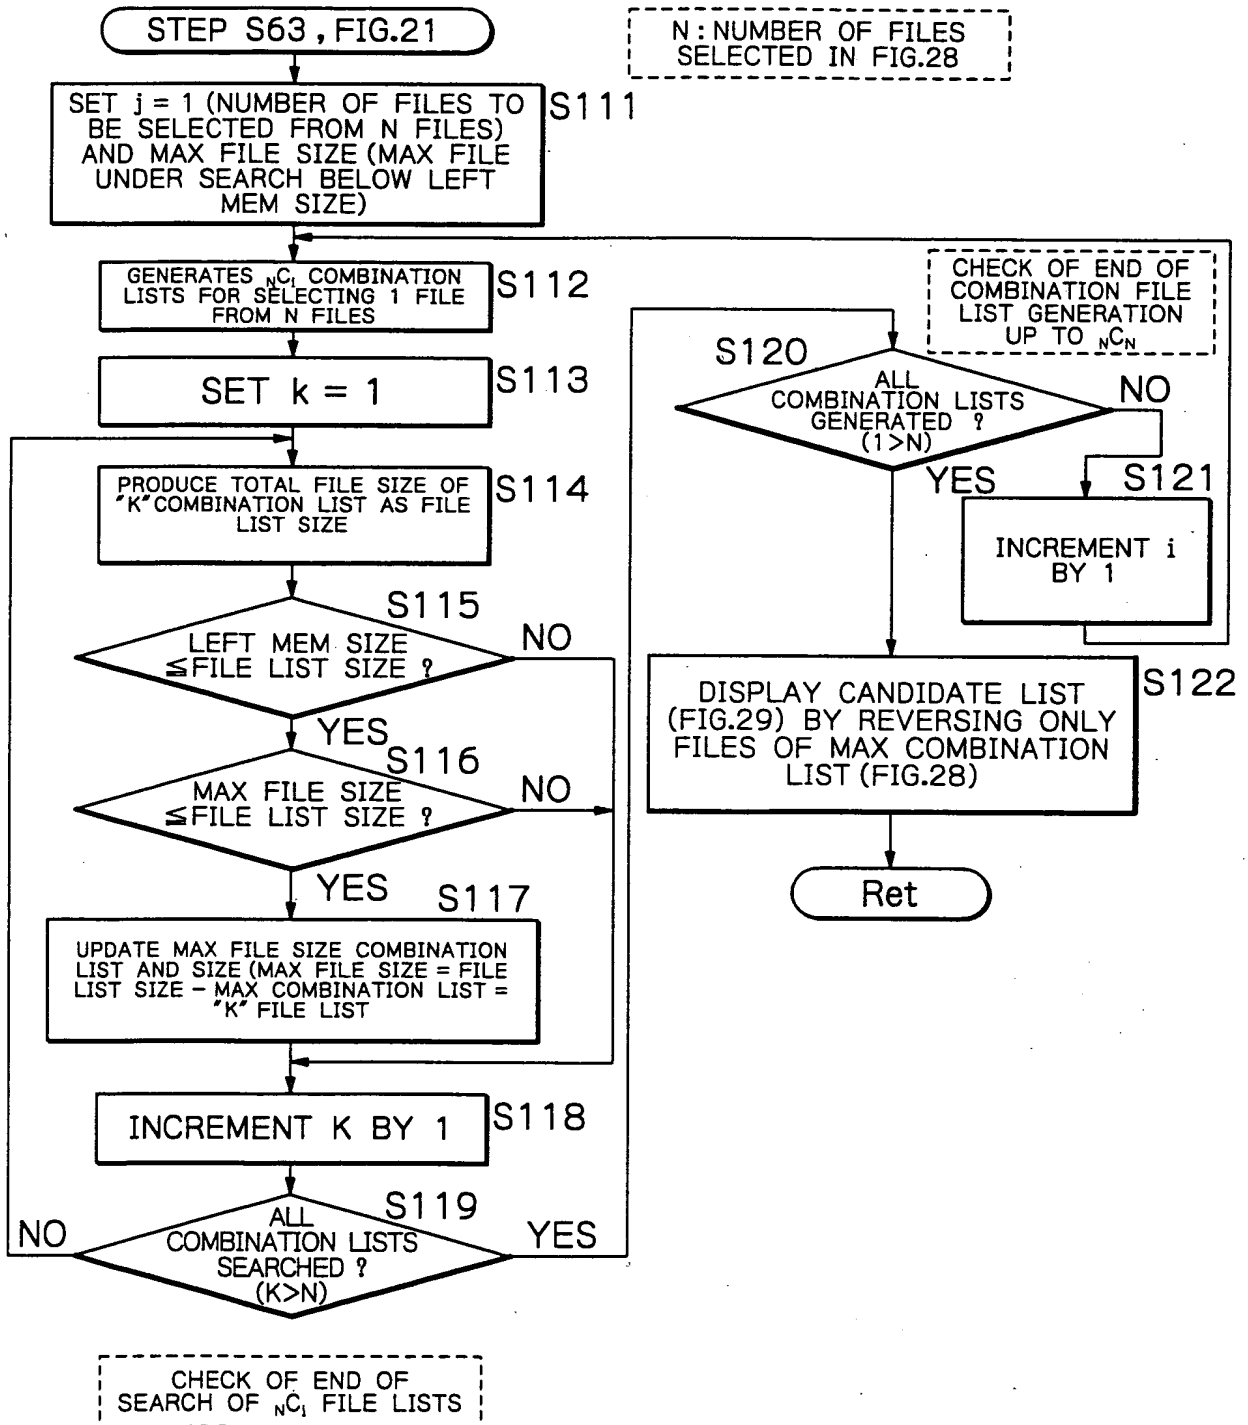 STEP S63, FIG.21
N: NUMBER OF FILES
SELECTED IN FIG.28
SET j = 1 (NUMBER OF FILES TO
BE SELECTED FROM N FILES)
AND MAX FILE SIZE (MAX FILE
UNDER SEARCH BELOW LEFT
MEM SIZE)
S111
GENERATES NCi COMBINATION
LISTS FOR SELECTING 1 FILE
FROM N FILES
S112
SET k = 1
S113
PRODUCE TOTAL FILE SIZE OF
"K" COMBINATION LIST AS FILE
LIST SIZE
S114
S115
LEFT MEM SIZE
≦FILE LIST SIZE ?
NO
YES
S116
MAX FILE SIZE
≦FILE LIST SIZE ?
NO
YES
S117
UPDATE MAX FILE SIZE COMBINATION
LIST AND SIZE (MAX FILE SIZE = FILE
LIST SIZE - MAX COMBINATION LIST =
"K" FILE LIST
INCREMENT K BY 1
S118
S119
ALL
COMBINATION LISTS
SEARCHED ?
(K>N)
NO
YES
CHECK OF END OF
SEARCH OF NCi FILE LISTS
CHECK OF END OF
COMBINATION FILE
LIST GENERATION
UP TO NCN
S120
ALL
COMBINATION LISTS
GENERATED ?
(1>N)
NO
YES
S121
INCREMENT i
BY 1
S122
DISPLAY CANDIDATE LIST
(FIG.29) BY REVERSING ONLY
FILES OF MAX COMBINATION
LIST (FIG.28)
Ret